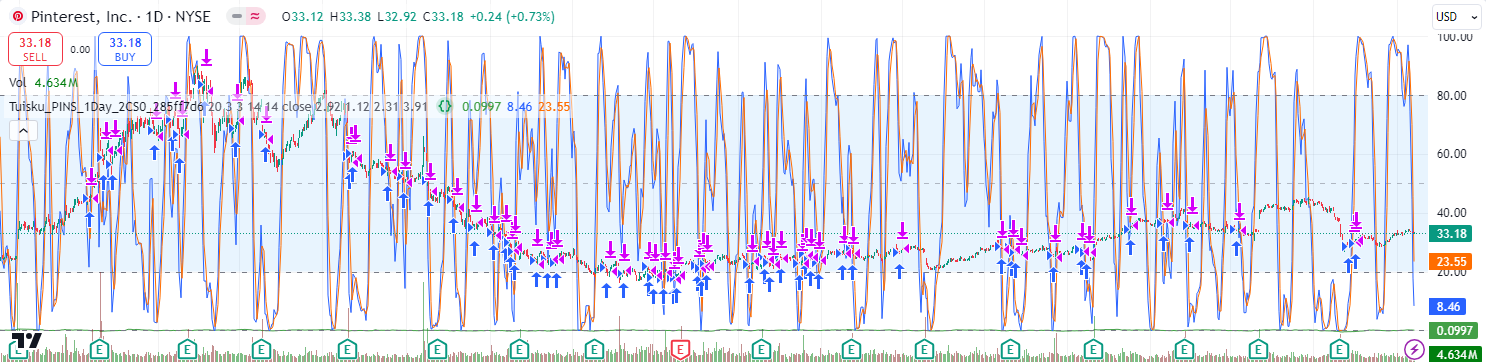 Pinterest, Inc. · 1D · NYSE O33.12 H33.38 L32.92 C33.18 +0.24 (+0.73%)
USD
33.18 SELL
0.00
33.18 BUY
Vol 4.634M
Tuisku_PINS_1Day_2CS0_285ff7d6 20 3 3 14 14 close 2.92 1.12 2.31 3.91 {} 0.0997 8.46 23.55
100.00
80.00
60.00
40.00
33.18
23.55
20.00
8.46
0.0997
4.634M
E E E E E E E E E E E E E E E E